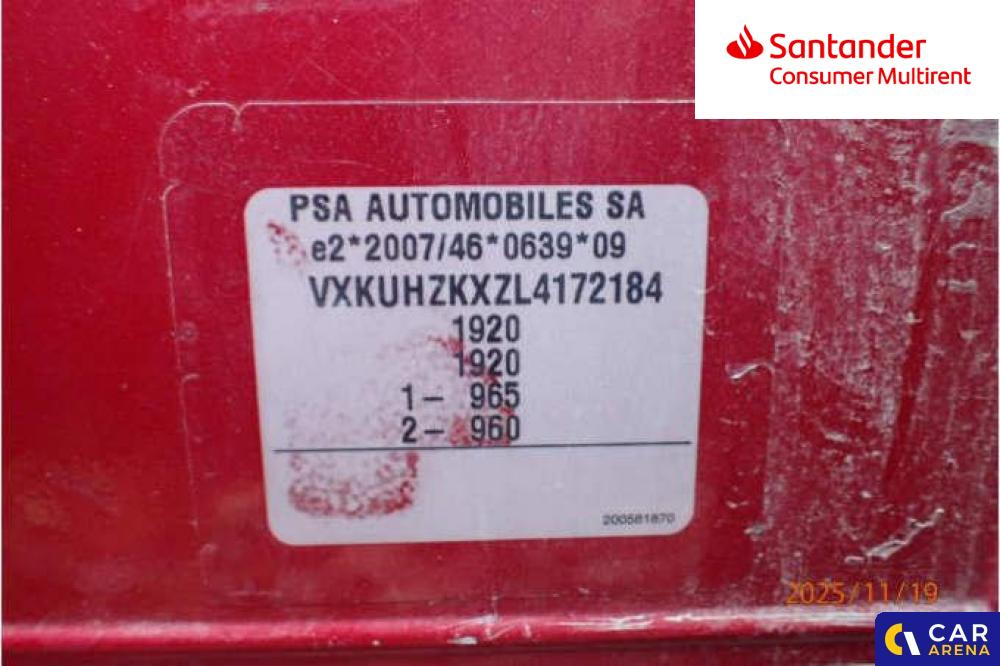 Santander
Consumer Multirent
PSA AUTOMOBILES SA
e2*2007/46*0639*09
VXKUHZKXZL4172184
1920
1920
1– 965
2– 960
200581870
2025/11/19
CAR
ARENA